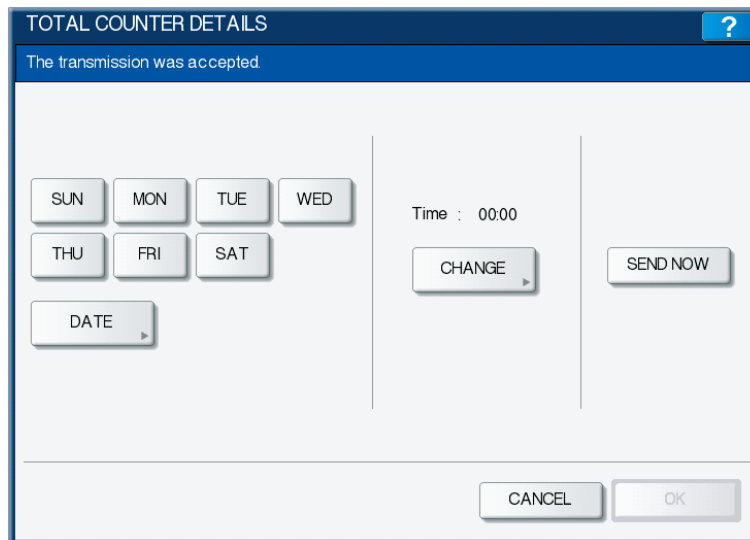 TOTAL COUNTER DETAILS ?
The transmission was accepted.
SUN MON TUE WED
THU FRI SAT
DATE
Time : 00:00
CHANGE
SEND NOW
CANCEL OK